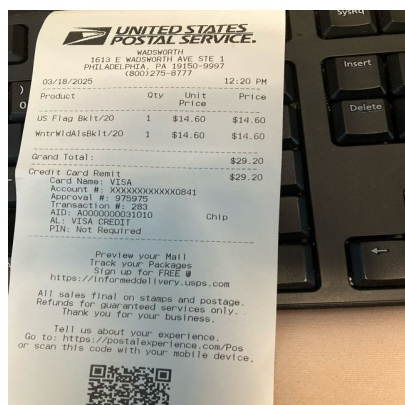 UNITED STATES
POSTAL SERVICE.
WADSWORTH
1613 E WADSWORTH AVE STE 1
PHILADELPHIA, PA 19150-9997
(800)275-8777
03/18/2025 12:20 PM
Product Qty Unit Price
Price
US Flag Bklt/20 1 $14.60 $14.60
WntrWldAlsBklt/20 1 $14.60 $14.60
Grand Total: $29.20
Credit Card Remit $29.20
Card Name: VISA
Account #: XXXXXXXXXXXX0841
Approval #: 975975
Transaction #: 283
AID: A0000000031010 Chip
AL: VISA CREDIT
PIN: Not Required
Preview your Mail
Track your Packages
Sign up for FREE @
https://informeddelivery.usps.com
All sales final on stamps and postage.
Refunds for guaranteed services only.
Thank you for your business.
Tell us about your experience.
Go to: https://postalexperience.com/Pos
or scan this code with your mobile device,
SysRq
Insert
Delete
)
0
←